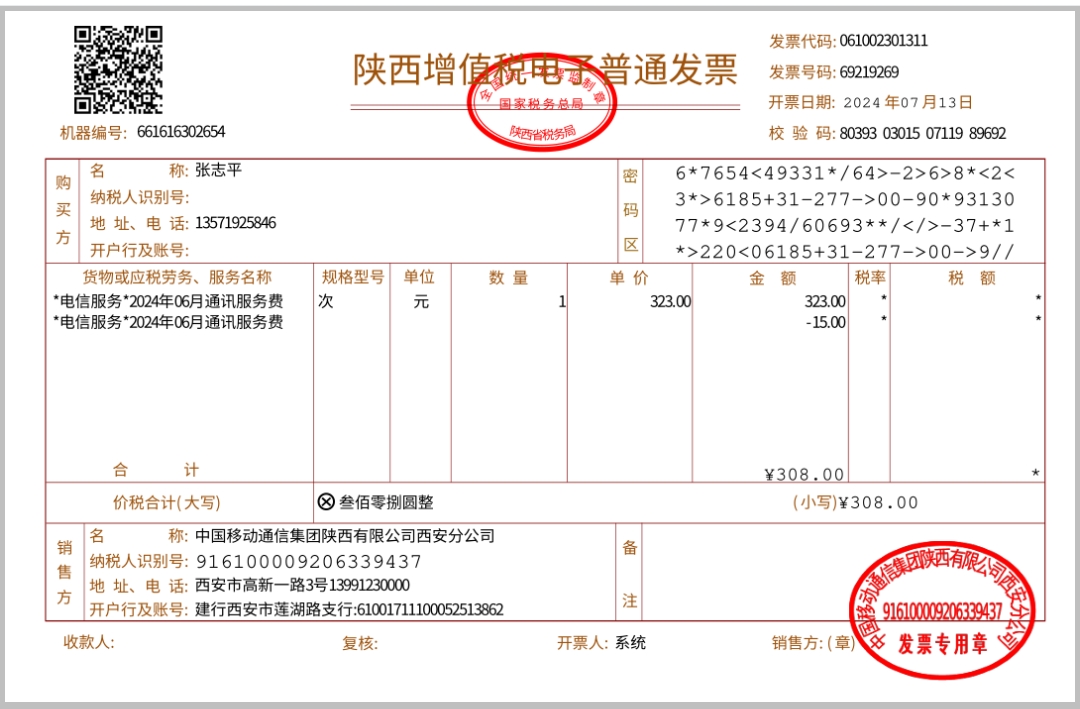 陕西增值税电子普通发票
全国统一发票监制章
国家税务总局
陕西省税务局
机器编号: 661616302654
发票代码: 061002301311
发票号码: 69219269
开票日期: 2024年07月13日
校 验 码: 80393 03015 07119 89692
购买方
名 称: 张志平
纳税人识别号:
地 址、电 话: 13571925846
开户行及账号:
密码区
6*7654<49331*/64>-2>6>8*<2<
3*>6185+31-277->00-90*93130
77*9<2394/60693**/</>-37+*1
*>220<06185+31-277->00->9//
货物或应税劳务、服务名称 规格型号 单位 数 量 单 价 金 额 税率 税 额
*电信服务*2024年06月通讯服务费 次 元 1 323.00 323.00 * *
*电信服务*2024年06月通讯服务费 -15.00 * *
合 计 ¥308.00 *
价税合计(大写) ⊗叁佰零捌圆整 (小写)¥308.00
销售方
名 称: 中国移动通信集团陕西有限公司西安分公司
纳税人识别号: 916100009206339437
地 址、电 话: 西安市高新一路3号13991230000
开户行及账号: 建行西安市莲湖路支行:61001711100052513862
备注
收款人: 复核: 开票人: 系统 销售方: (章)
中国移动通信集团陕西有限公司西安分公司
916100009206339437
发票专用章